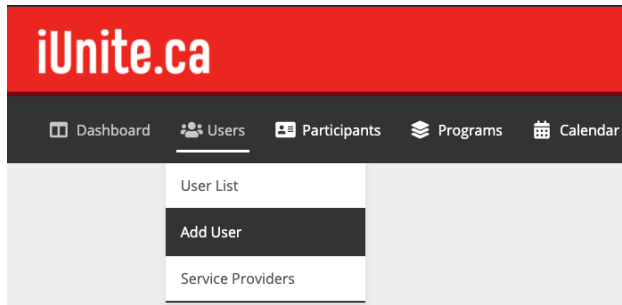 iUnite.ca
Dashboard Users Participants Programs Calendar
User List
Add User
Service Providers